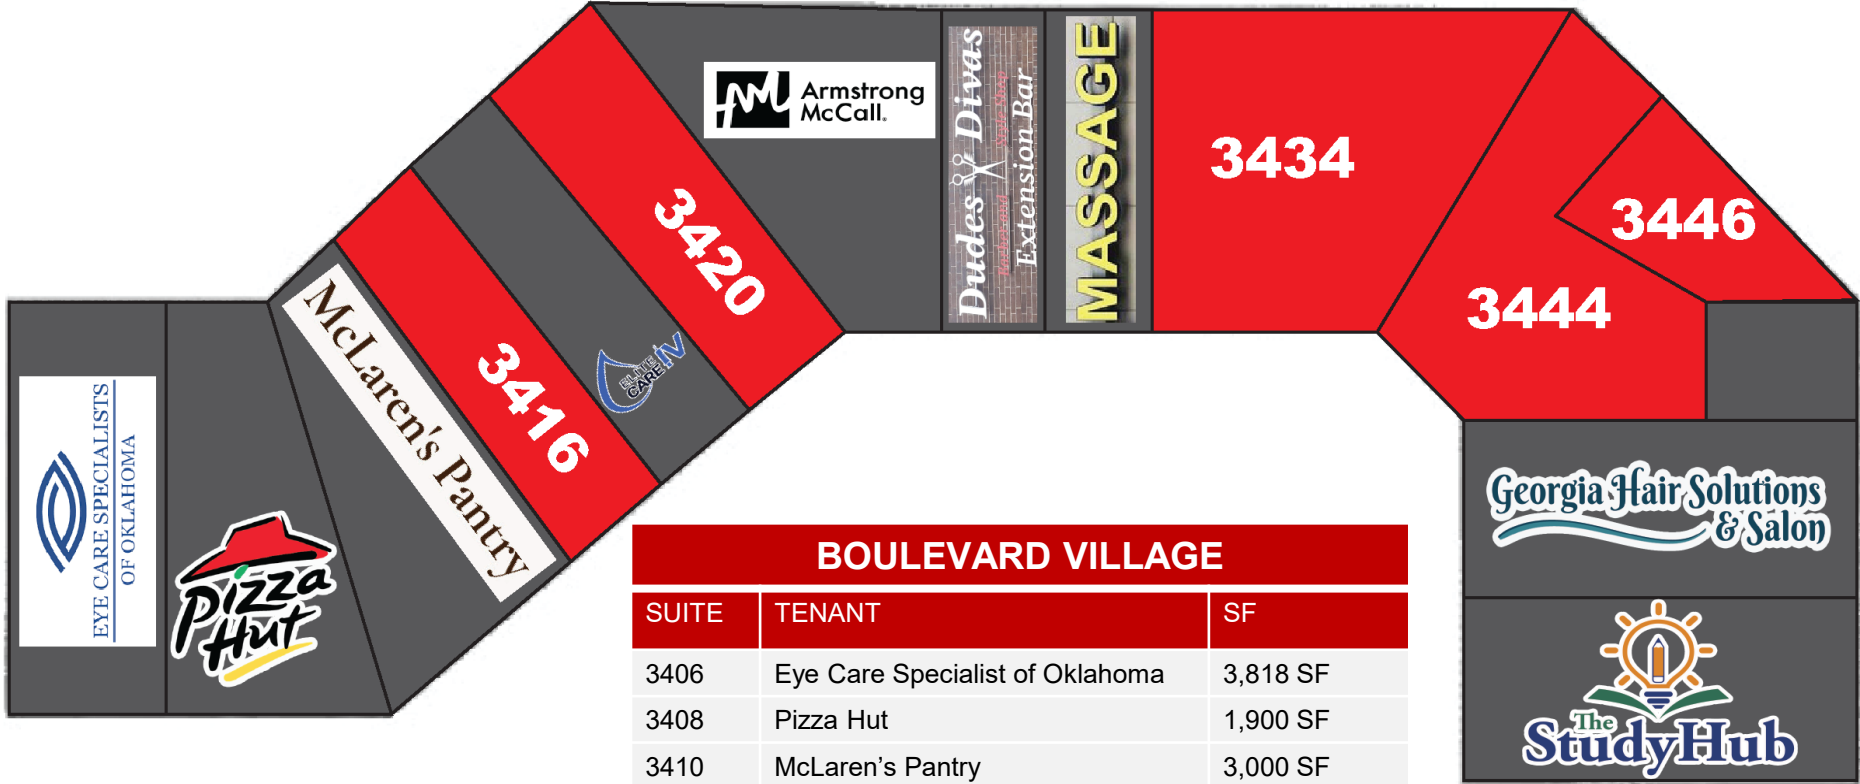 EYE CARE SPECIALISTS
OF OKLAHOMA
Pizza
Hut
McLaren's Pantry
3416
ELITE
CARE IV
3420
Armstrong
McCall.
Dudes Divas
Extension Bar
MASSAGE
3434
3444
3446
Georgia Hair Solutions
& Salon
The
StudyHub
BOULEVARD VILLAGE
SUITE TENANT SF
3406 Eye Care Specialist of Oklahoma 3,818 SF
3408 Pizza Hut 1,900 SF
3410 McLaren’s Pantry 3,000 SF